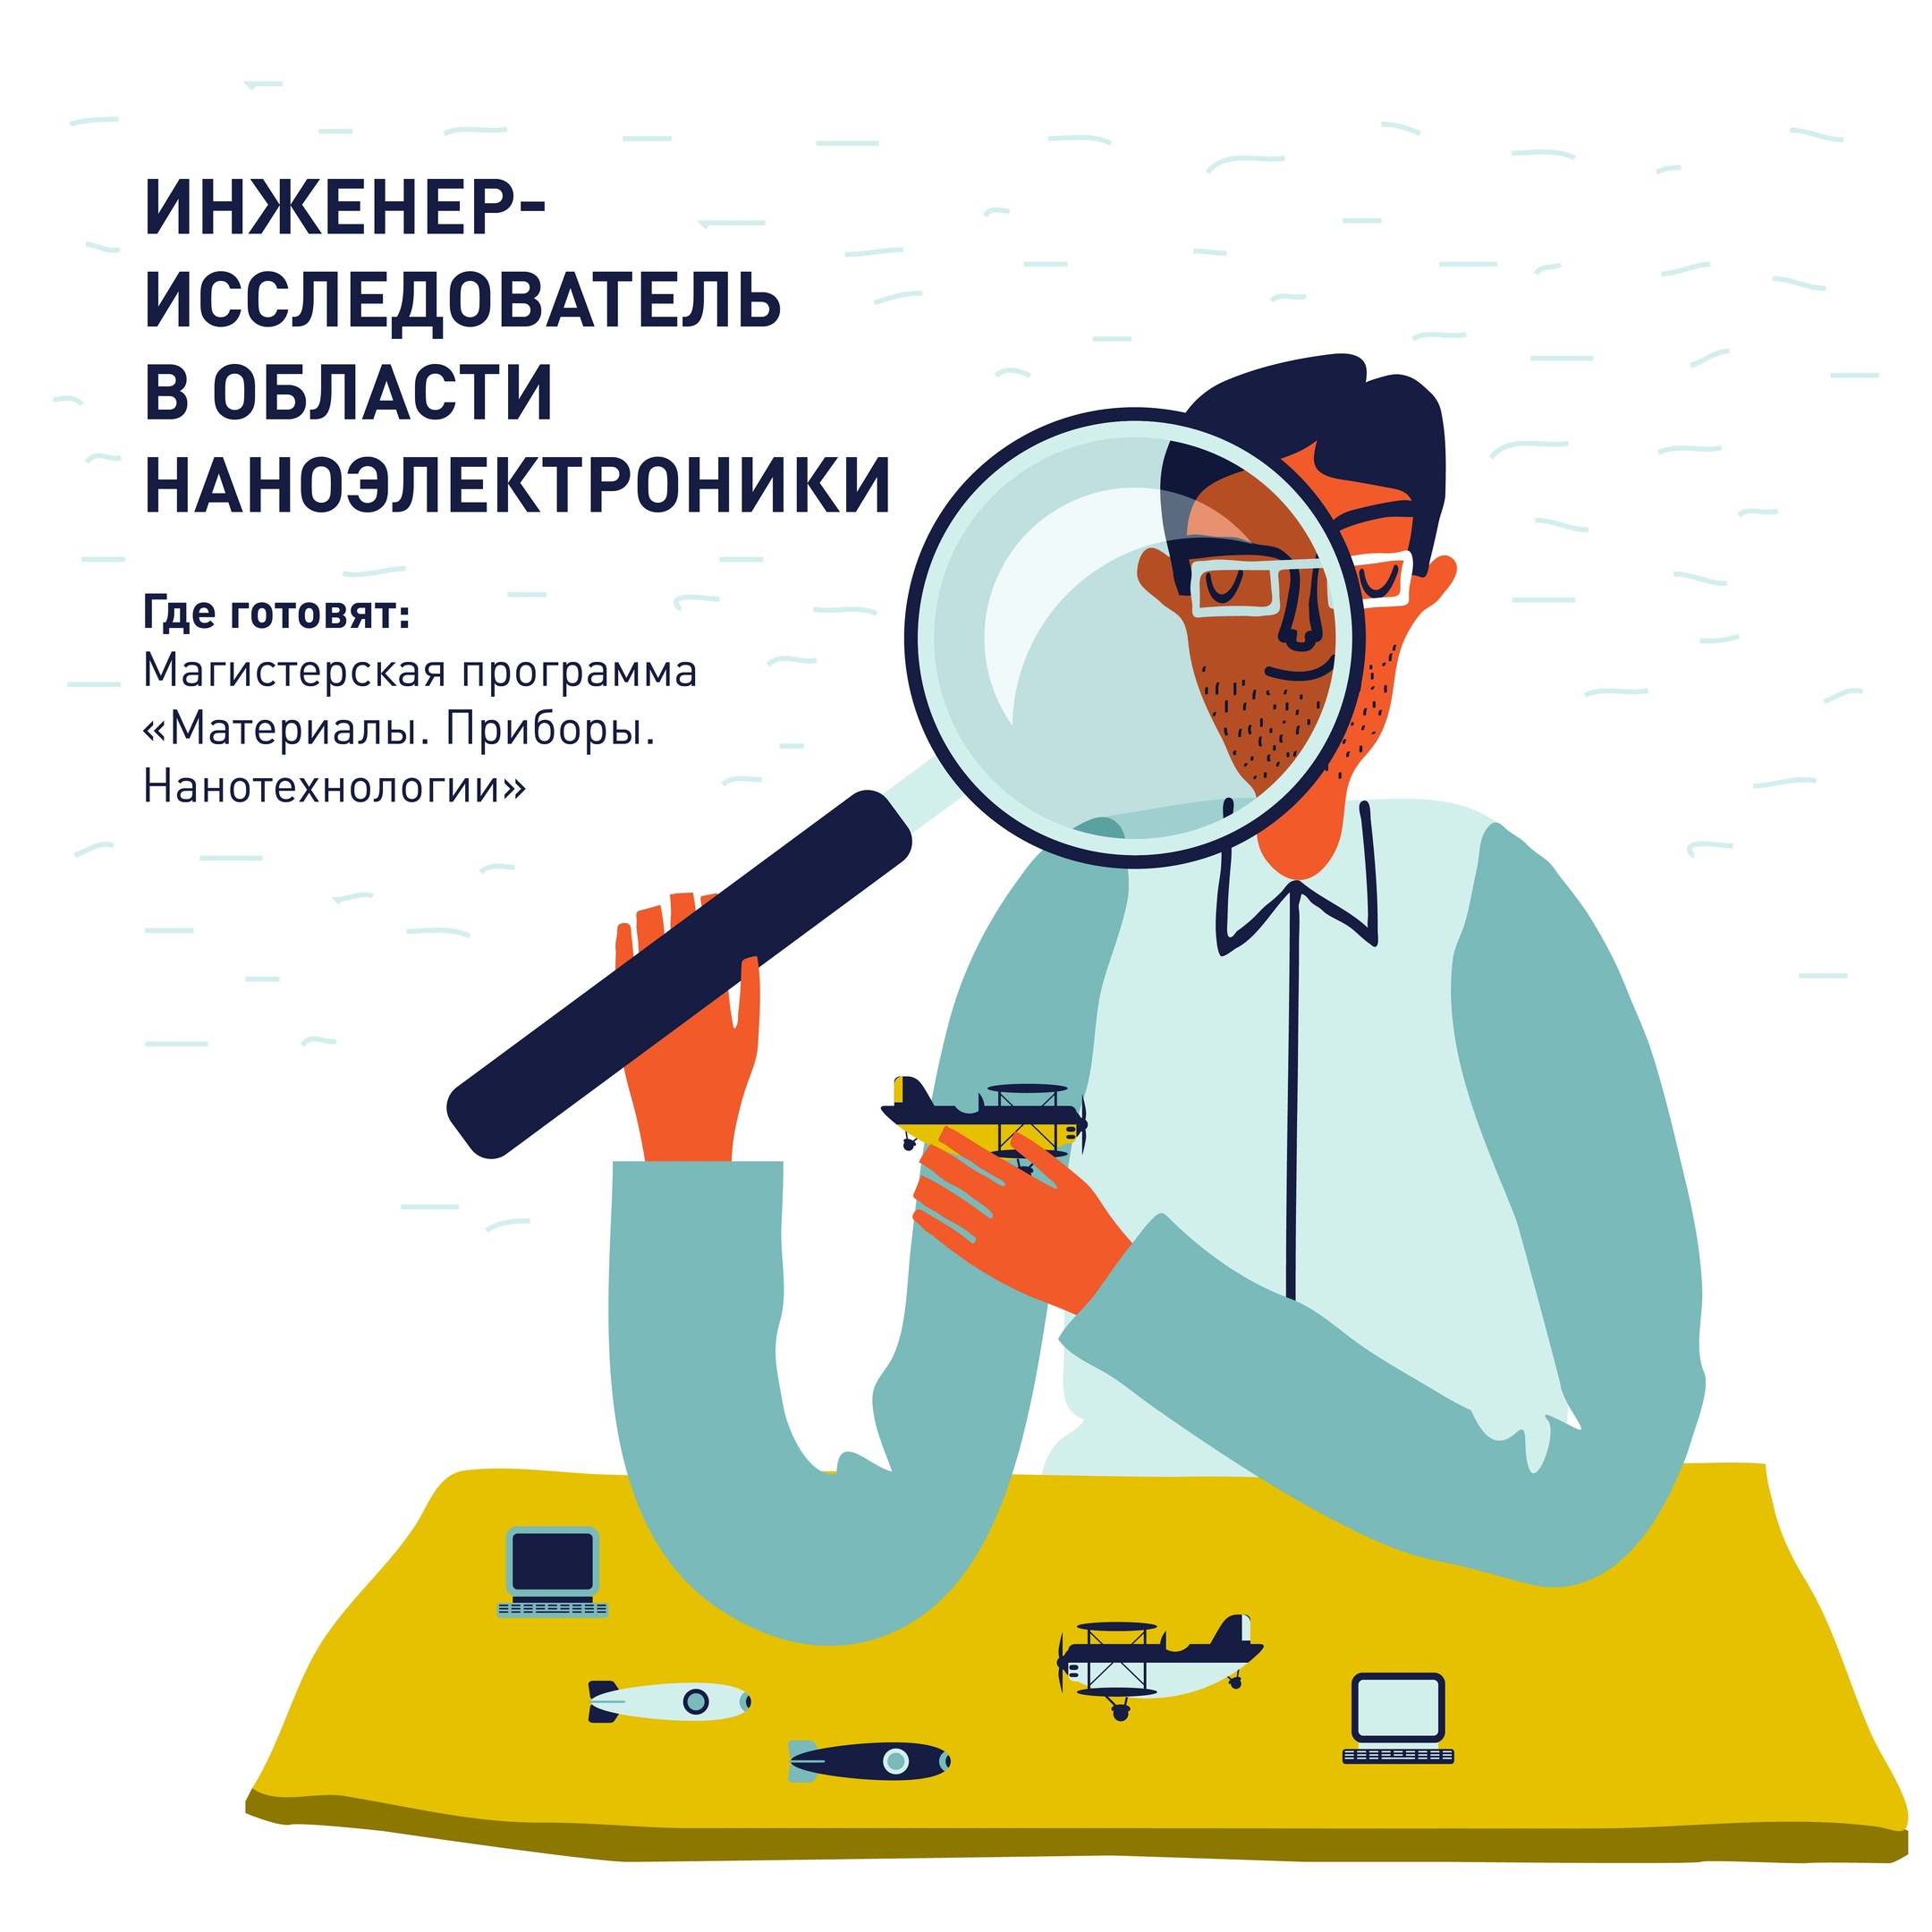 ИНЖЕНЕР-
ИССЛЕДОВАТЕЛЬ
В ОБЛАСТИ
НАНОЭЛЕКТРОНИКИ
Где готовят:
Магистерская программа
«Материалы. Приборы.
Нанотехнологии»